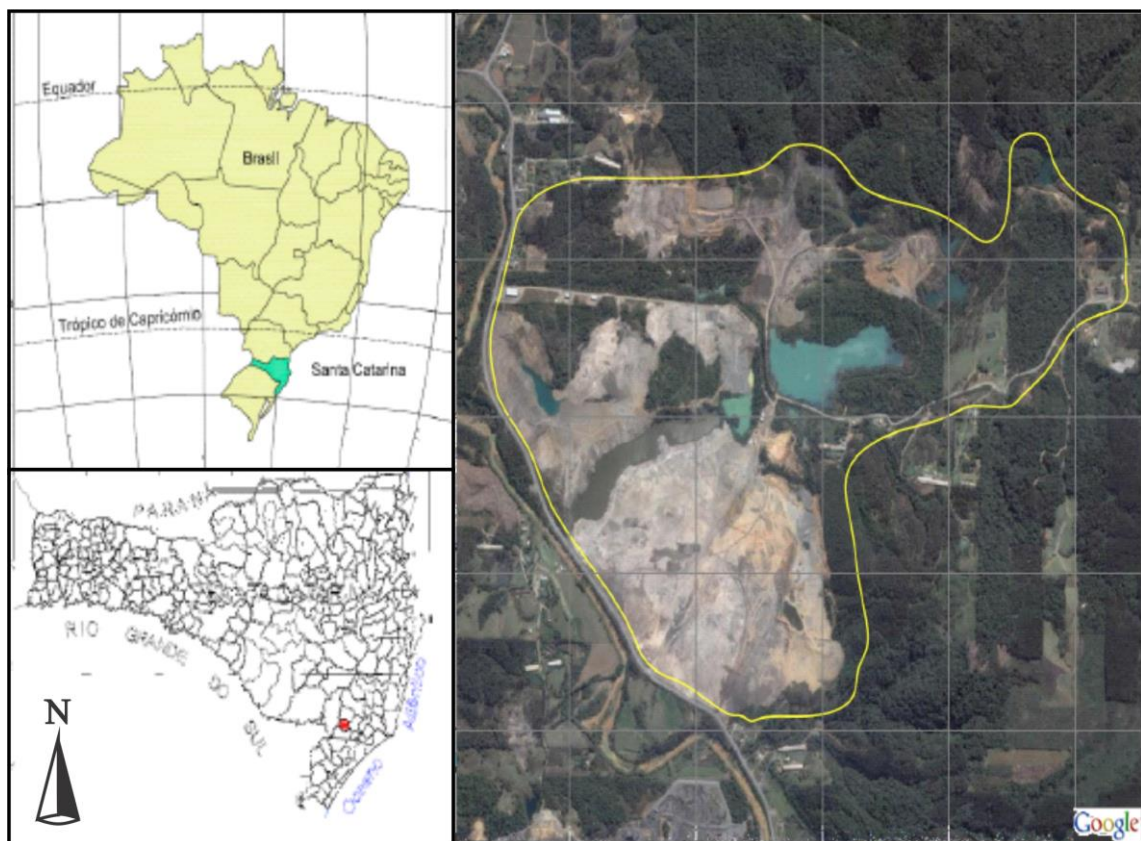 Equador
Brasil
Trópico de Capricórnio
Santa Catarina
PARANÁ
RIO GRANDE DO SUL
Oceano Atlântico
N
Google